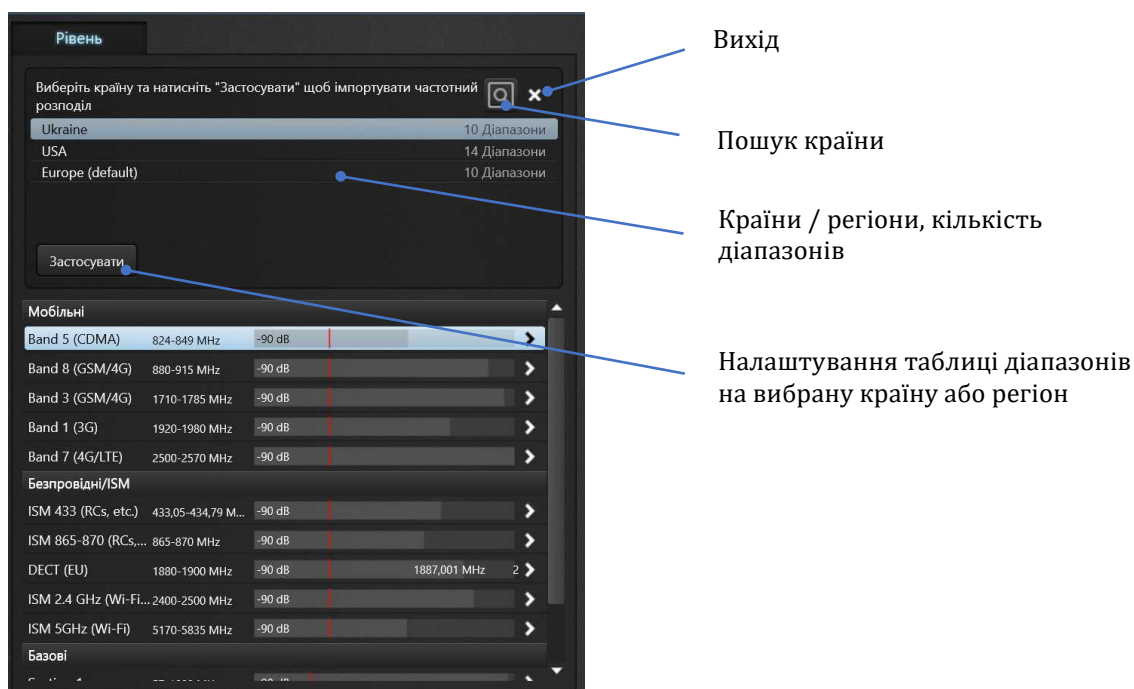 Рівень
Виберіть країну та натисніть "Застосувати" щоб імпортувати частотний
розподіл
Ukraine 10 Діапазони
USA 14 Діапазони
Europe (default) 10 Діапазони
Застосувати
Мобільні
Band 5 (CDMA) 824-849 MHz -90 dB
Band 8 (GSM/4G) 880-915 MHz -90 dB
Band 3 (GSM/4G) 1710-1785 MHz -90 dB
Band 1 (3G) 1920-1980 MHz -90 dB
Band 7 (4G/LTE) 2500-2570 MHz -90 dB
Безпровідні/ISM
ISM 433 (RCs, etc.) 433,05-434,79 M... -90 dB
ISM 865-870 (RCs,... 865-870 MHz -90 dB
DECT (EU) 1880-1900 MHz -90 dB 1887,001 MHz 2
ISM 2.4 GHz (Wi-Fi... 2400-2500 MHz -90 dB
ISM 5GHz (Wi-Fi) 5170-5835 MHz -90 dB
Базові
Вихід
Пошук країни
Країни / регіони, кількість
діапазонів
Налаштування таблиці діапазонів
на вибрану країну або регіон